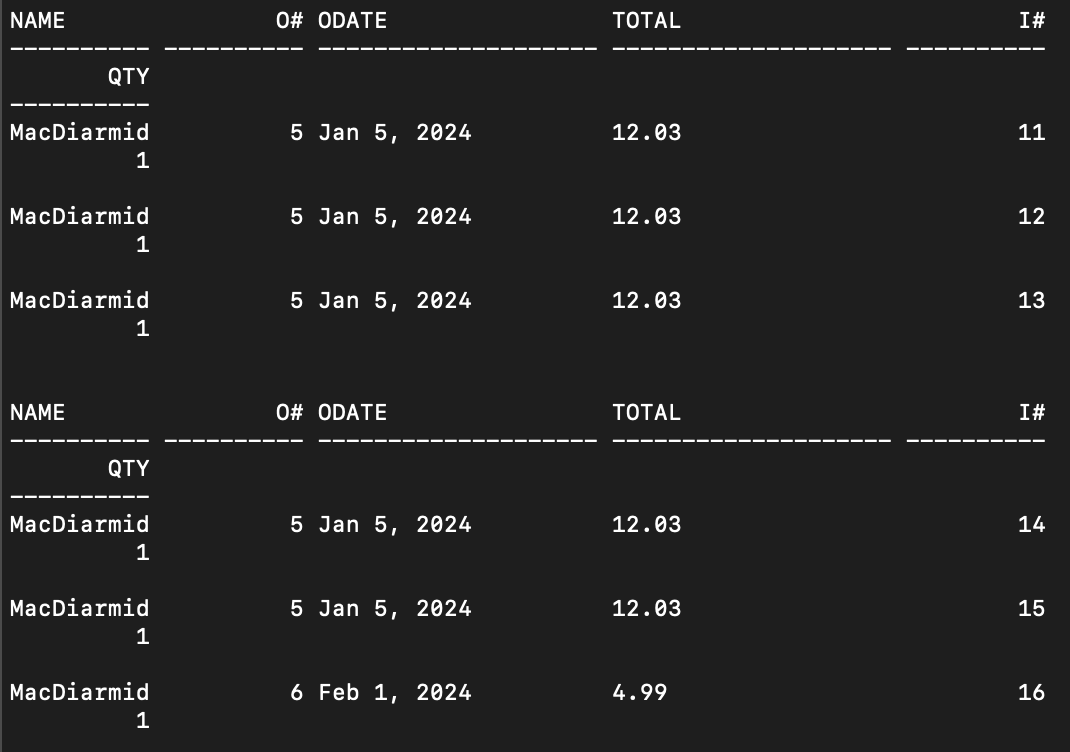 NAME               O# ODATE                TOTAL                         I#
---------- ---------- -------------------- -------------------- ----------
       QTY
----------
MacDiarmid          5 Jan 5, 2024          12.03                         11
         1
MacDiarmid          5 Jan 5, 2024          12.03                         12
         1
MacDiarmid          5 Jan 5, 2024          12.03                         13
         1
NAME               O# ODATE                TOTAL                         I#
---------- ---------- -------------------- -------------------- ----------
       QTY
----------
MacDiarmid          5 Jan 5, 2024          12.03                         14
         1
MacDiarmid          5 Jan 5, 2024          12.03                         15
         1
MacDiarmid          6 Feb 1, 2024          4.99                          16
         1